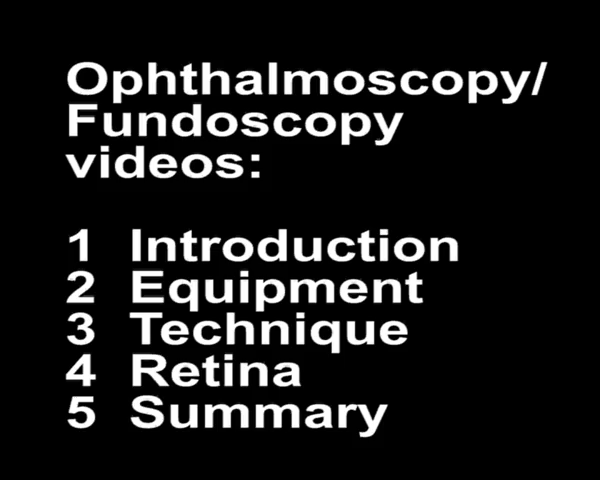 Ophthalmoscopy/
Fundoscopy
videos:
1 Introduction
2 Equipment
3 Technique
4 Retina
5 Summary